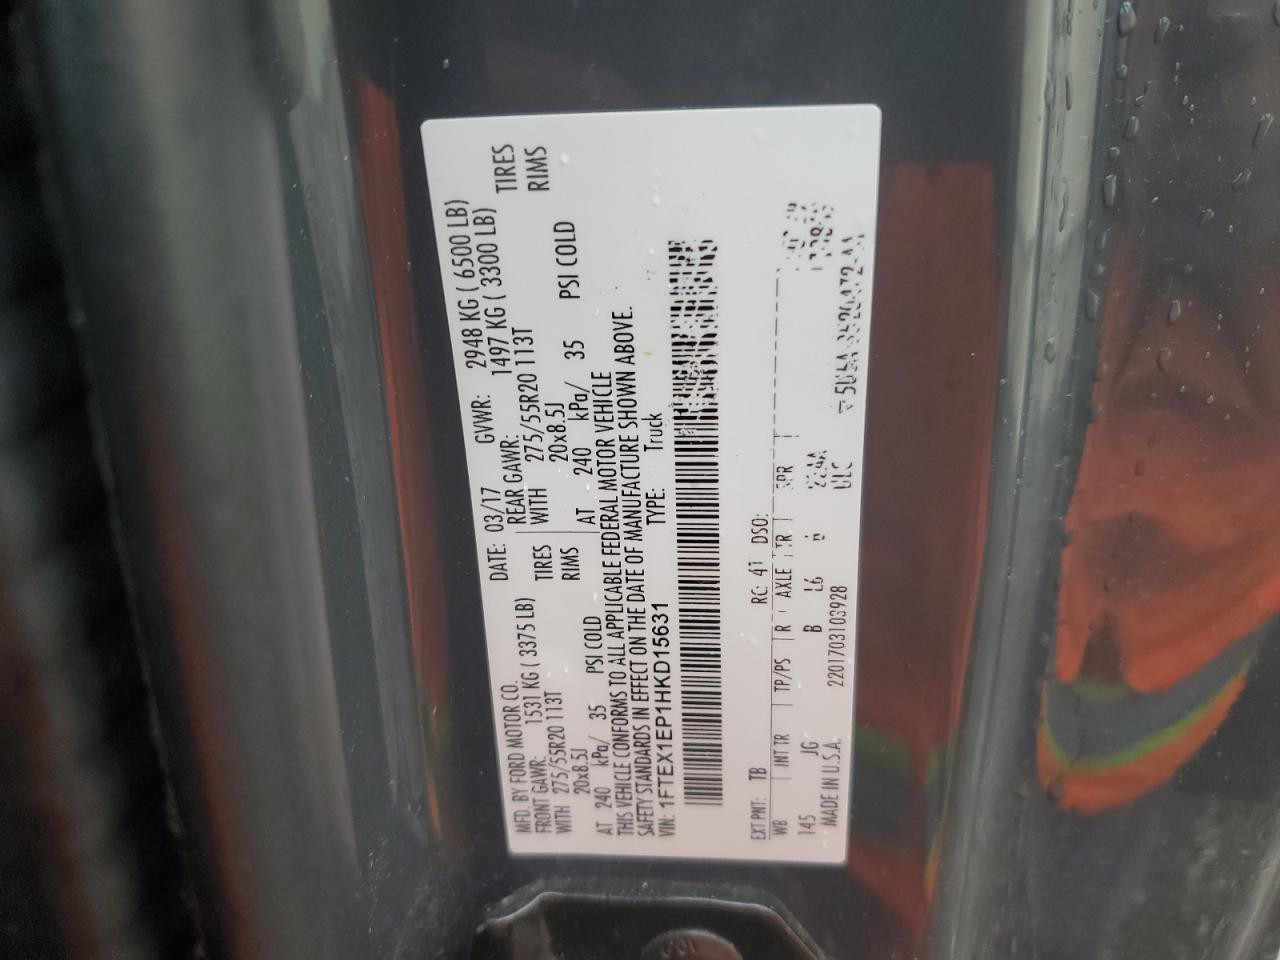 MFD. BY FORD MOTOR CO.
DATE: 03/17 GVWR: 2948 KG ( 6500 LB)
FRONT GAWR: 1531 KG ( 3375 LB)
REAR GAWR: 1497 KG ( 3300 LB)
WITH 275/55R20 113T TIRES
WITH 275/55R20 113T TIRES
20x8.5J RIMS
20x8.5J RIMS
AT 240 kPa/ 35 PSI COLD
AT 240 kPa/ 35 PSI COLD
THIS VEHICLE CONFORMS TO ALL APPLICABLE FEDERAL MOTOR VEHICLE
SAFETY STANDARDS IN EFFECT ON THE DATE OF MANUFACTURE SHOWN ABOVE.
VIN: 1FTEX1EP1HKD15631 TYPE: Truck
EXT PNT: TB RC: 41 DSO:
WB INT TR TP/PS R AXLE TR SPR
145 JG B L6
MADE IN U.S.A. 2201703103928 ULC